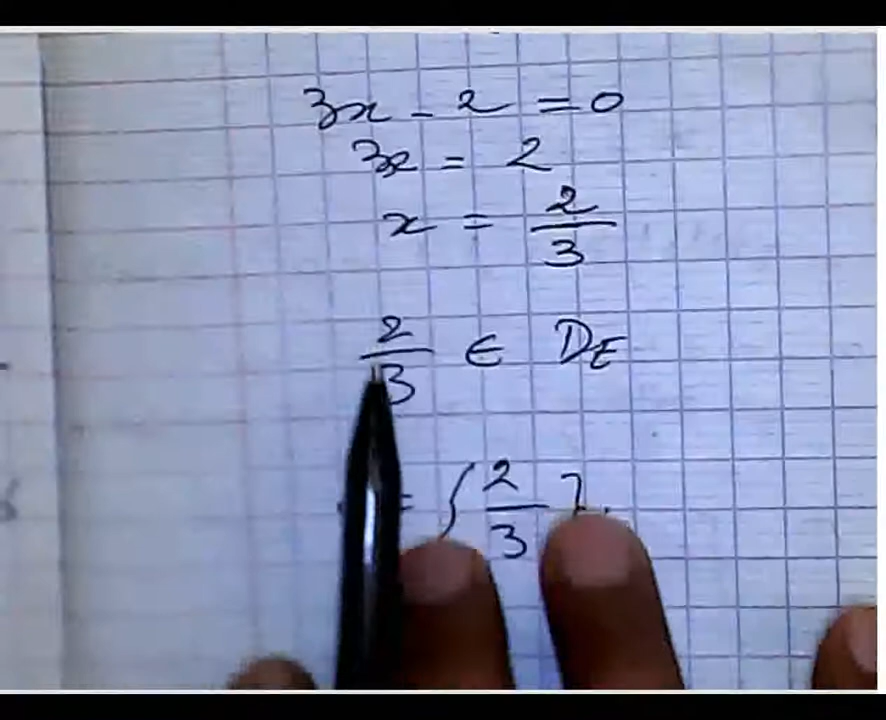 3x - 2 = 0
3x = 2
x = 2/3
2/3 ∈ D_E
= { 2/3 }.